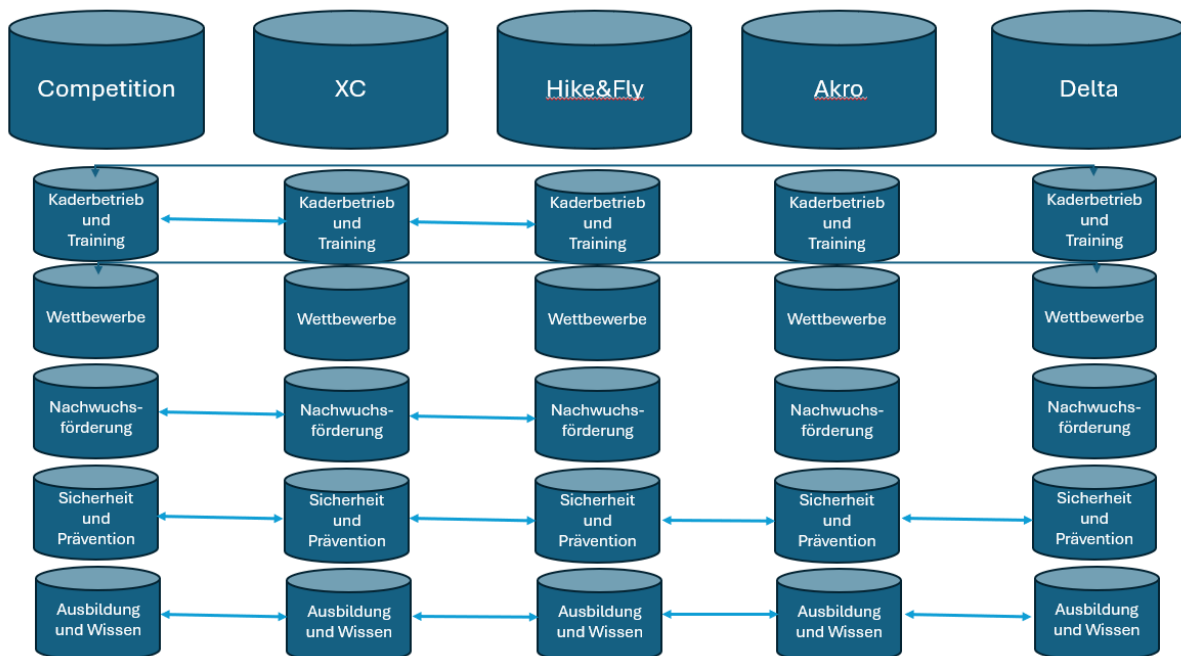 Competition
XC
Hike&Fly
Akro
Delta
Kaderbetrieb
und
Training
Kaderbetrieb
und
Training
Kaderbetrieb
und
Training
Kaderbetrieb
und
Training
Kaderbetrieb
und
Training
Wettbewerbe
Wettbewerbe
Wettbewerbe
Wettbewerbe
Wettbewerbe
Nachwuchs-
förderung
Nachwuchs-
förderung
Nachwuchs-
förderung
Nachwuchs-
förderung
Nachwuchs-
förderung
Sicherheit
und
Prävention
Sicherheit
und
Prävention
Sicherheit
und
Prävention
Sicherheit
und
Prävention
Sicherheit
und
Prävention
Ausbildung
und Wissen
Ausbildung
und Wissen
Ausbildung
und Wissen
Ausbildung
und Wissen
Ausbildung
und Wissen